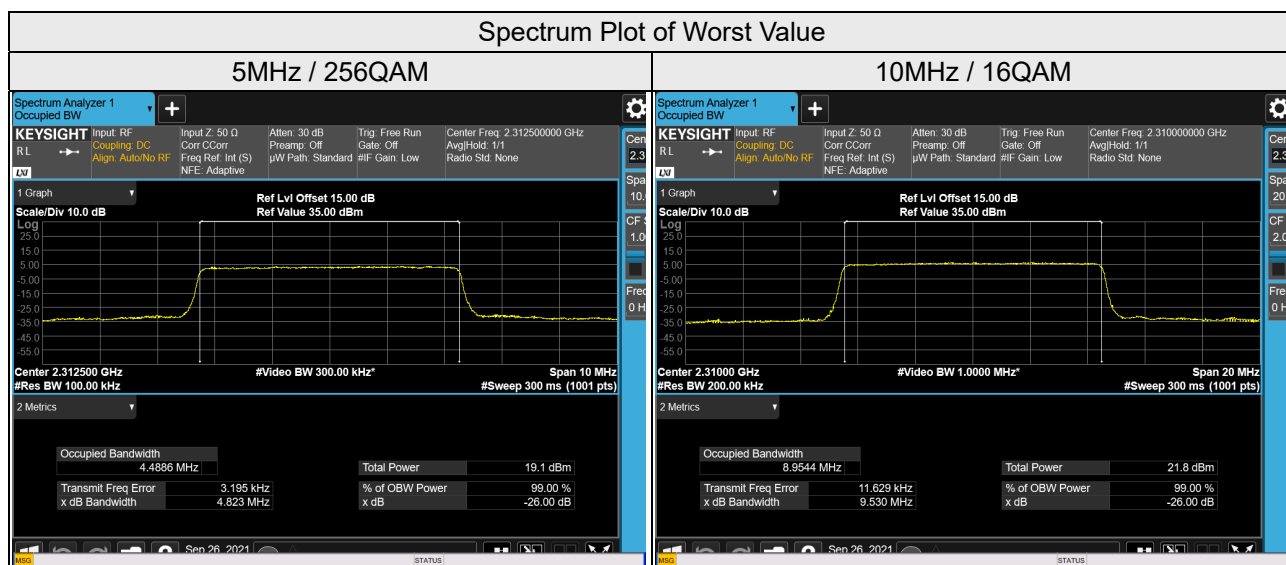 Spectrum Plot of Worst Value
5MHz / 256QAM
10MHz / 16QAM
Spectrum Analyzer 1
Occupied BW
+
KEYSIGHT
R L
LXI
Input: RF
Coupling: DC
Align: Auto/No RF
Input Z: 50 Ω
Corr CCorr
Freq Ref: Int (S)
NFE: Adaptive
Atten: 30 dB
Preamp: Off
µW Path: Standard
Trig: Free Run
Gate: Off
#IF Gain: Low
Center Freq: 2.312500000 GHz
Avg|Hold: 1/1
Radio Std: None
1 Graph
Scale/Div 10.0 dB
Ref Lvl Offset 15.00 dB
Ref Value 35.00 dBm
Log
25.0
15.0
5.00
-5.00
-15.0
-25.0
-35.0
-45.0
-55.0
Center 2.312500 GHz
#Res BW 100.00 kHz
#Video BW 300.00 kHz*
Span 10 MHz
#Sweep 300 ms (1001 pts)
2 Metrics
Occupied Bandwidth
4.4886 MHz
Transmit Freq Error 3.195 kHz
x dB Bandwidth 4.823 MHz
Total Power 19.1 dBm
% of OBW Power 99.00 %
x dB -26.00 dB
Sep 26, 2021
MSG
STATUS
Spectrum Analyzer 1
Occupied BW
+
KEYSIGHT
R L
LXI
Input: RF
Coupling: DC
Align: Auto/No RF
Input Z: 50 Ω
Corr CCorr
Freq Ref: Int (S)
NFE: Adaptive
Atten: 30 dB
Preamp: Off
µW Path: Standard
Trig: Free Run
Gate: Off
#IF Gain: Low
Center Freq: 2.310000000 GHz
Avg|Hold: 1/1
Radio Std: None
1 Graph
Scale/Div 10.0 dB
Ref Lvl Offset 15.00 dB
Ref Value 35.00 dBm
Log
25.0
15.0
5.00
-5.00
-15.0
-25.0
-35.0
-45.0
-55.0
Center 2.31000 GHz
#Res BW 200.00 kHz
#Video BW 1.0000 MHz*
Span 20 MHz
#Sweep 300 ms (1001 pts)
2 Metrics
Occupied Bandwidth
8.9544 MHz
Transmit Freq Error 11.629 kHz
x dB Bandwidth 9.530 MHz
Total Power 21.8 dBm
% of OBW Power 99.00 %
x dB -26.00 dB
Sep 26, 2021
MSG
STATUS